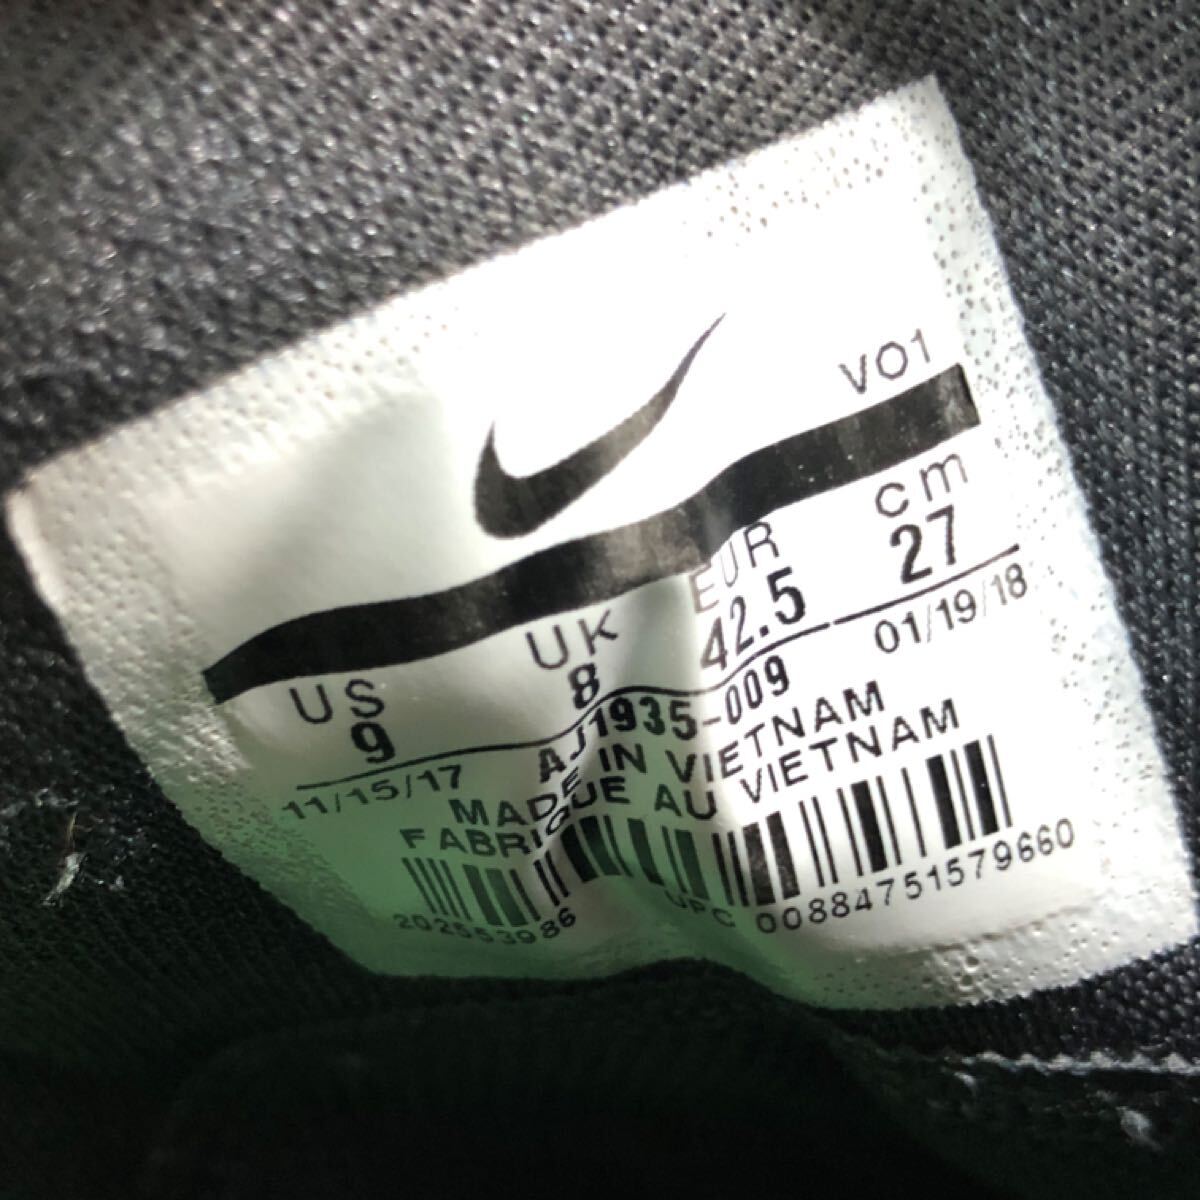 VO1
US UK EUR cm
9 8 42.5 27
11/15/17 AJ1935-009 01/19/18
MADE IN VIETNAM
FABRIQUE AU VIETNAM
202553986 UPC 00884751579660